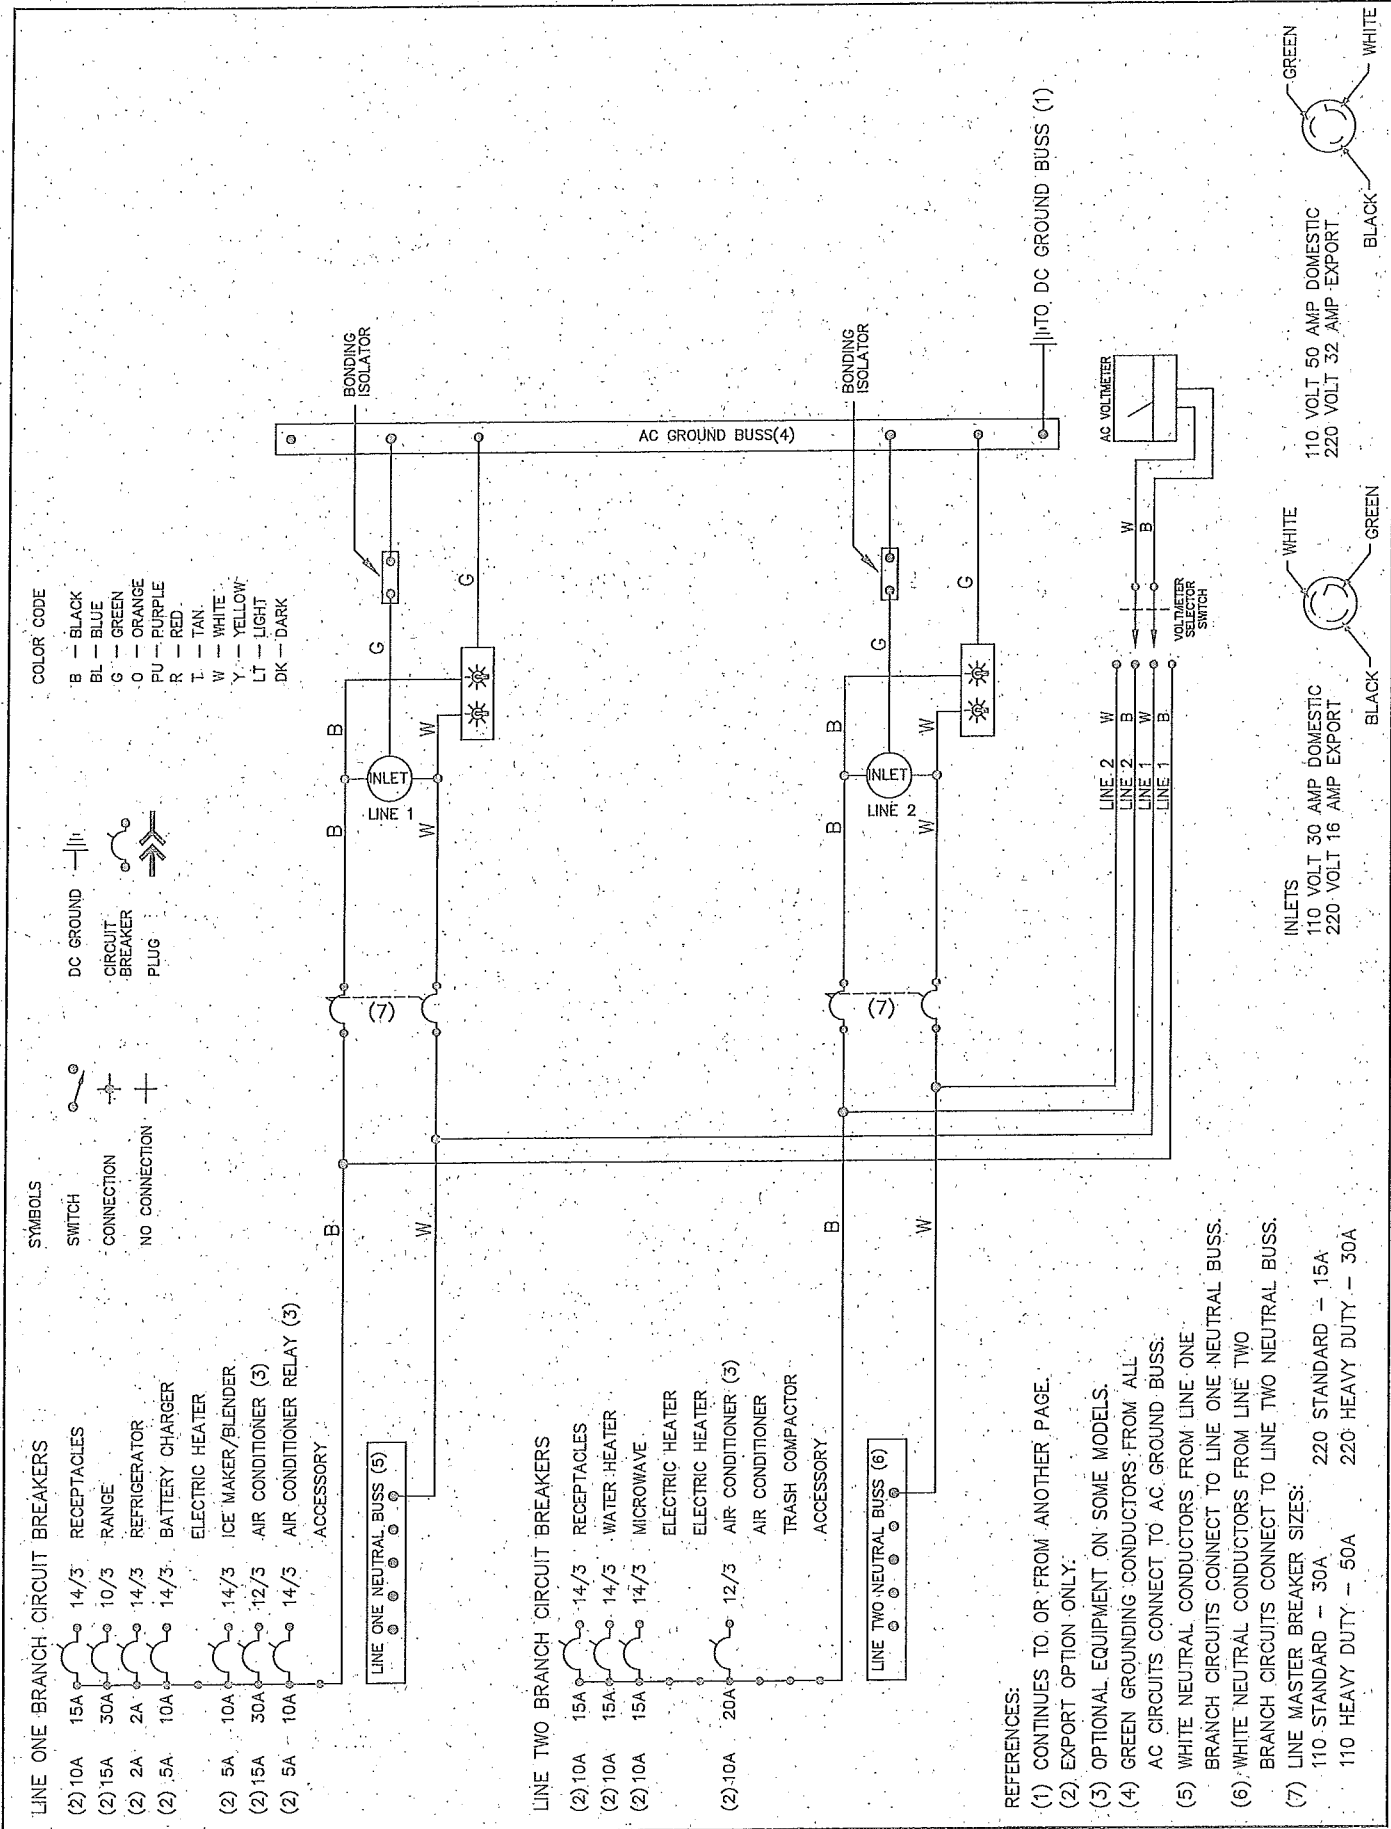 LINE ONE BRANCH CIRCUIT BREAKERS
(2) 10A 15A 14/3 RECEPTACLES
(2) 15A 30A 10/3 RANGE
(2) 2A 2A 14/3 REFRIGERATOR
(2) 5A 10A 14/3 BATTERY CHARGER
ELECTRIC HEATER
(2) 5A 10A 14/3 ICE MAKER/BLENDER
(2) 15A 30A 12/3 AIR CONDITIONER (3)
(2) 5A 10A 14/3 AIR CONDITIONER RELAY (3)
ACCESSORY
LINE ONE NEUTRAL BUSS (5)
SYMBOLS
SWITCH
CONNECTION
NO CONNECTION
DC GROUND
CIRCUIT
BREAKER
PLUG
COLOR CODE
B – BLACK
BL – BLUE
G – GREEN
O – ORANGE
PU – PURPLE
R – RED
T – TAN
W – WHITE
Y – YELLOW
LT – LIGHT
DK – DARK
B
W
(7)
B
W
INLET
LINE 1
B
W
G
G
BONDING
ISOLATOR
AC GROUND BUSS(4)
LINE TWO BRANCH CIRCUIT BREAKERS
(2) 10A 15A 14/3 RECEPTACLES
(2) 10A 15A 14/3 WATER HEATER
(2) 10A 15A 14/3 MICROWAVE
ELECTRIC HEATER
ELECTRIC HEATER
(2) 10A 20A 12/3 AIR CONDITIONER (3)
AIR CONDITIONER
TRASH COMPACTOR
ACCESSORY
LINE TWO NEUTRAL BUSS (6)
B
W
(7)
B
W
INLET
LINE 2
B
W
G
G
BONDING
ISOLATOR
TO DC GROUND BUSS (1)
LINE 2 W
LINE 2 B
LINE 1 W
LINE 1 B
VOLTMETER
SELECTOR
SWITCH
W
B
AC VOLTMETER
REFERENCES:
(1) CONTINUES TO OR FROM ANOTHER PAGE.
(2) EXPORT OPTION ONLY.
(3) OPTIONAL EQUIPMENT ON SOME MODELS.
(4) GREEN GROUNDING CONDUCTORS FROM ALL
AC CIRCUITS CONNECT TO AC GROUND BUSS.
(5) WHITE NEUTRAL CONDUCTORS FROM LINE ONE
BRANCH CIRCUITS CONNECT TO LINE ONE NEUTRAL BUSS.
(6) WHITE NEUTRAL CONDUCTORS FROM LINE TWO
BRANCH CIRCUITS CONNECT TO LINE TWO NEUTRAL BUSS.
(7) LINE MASTER BREAKER SIZES:
110 STANDARD – 30A 220 STANDARD – 15A
110 HEAVY DUTY – 50A 220 HEAVY DUTY – 30A
INLETS
110 VOLT 30 AMP DOMESTIC
220 VOLT 16 AMP EXPORT
WHITE
BLACK
GREEN
110 VOLT 50 AMP DOMESTIC
220 VOLT 32 AMP EXPORT
GREEN
BLACK
WHITE